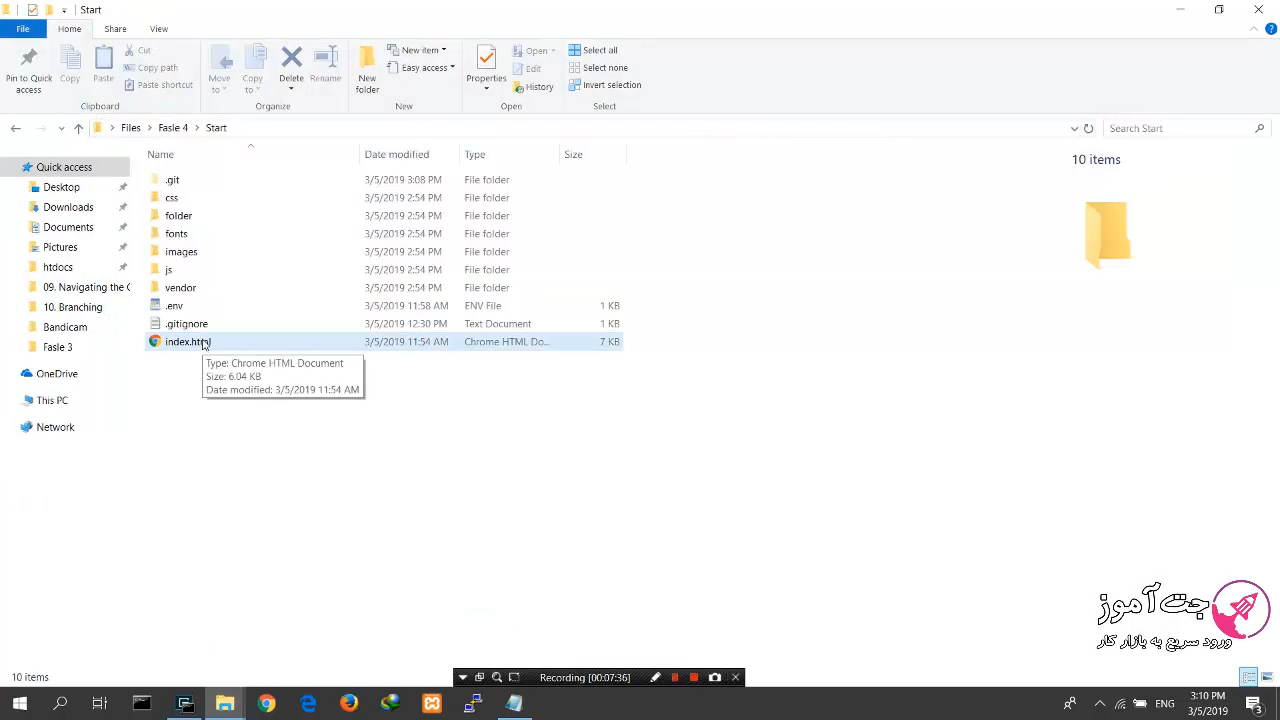 Start
File Home Share View
Pin to Quick access
Copy
Paste
Cut
Copy path
Paste shortcut
Clipboard
Move to
Copy to
Delete
Rename
Organize
New folder
New item
Easy access
New
Properties
Open
Edit
History
Open
Select all
Select none
Invert selection
Select
Files Fasle 4 Start
Search Start
Name Date modified Type Size
.git 3/5/2019 3:08 PM File folder
css 3/5/2019 2:54 PM File folder
folder 3/5/2019 2:54 PM File folder
fonts 3/5/2019 2:54 PM File folder
images 3/5/2019 2:54 PM File folder
js 3/5/2019 2:54 PM File folder
vendor 3/5/2019 2:54 PM File folder
.env 3/5/2019 11:58 AM ENV File 1 KB
.gitignore 3/5/2019 12:30 PM Text Document 1 KB
index.html 3/5/2019 11:54 AM Chrome HTML Do... 7 KB
Type: Chrome HTML Document
Size: 6.04 KB
Date modified: 3/5/2019 11:54 AM
Quick access
Desktop
Downloads
Documents
Pictures
htdocs
09. Navigating the C
10. Branching
Bandicam
Fasle 3
OneDrive
This PC
Network
10 items
جت آموز
ورود سریع به بازار کار
10 items
Recording [00:07:36]
ENG
3:10 PM
3/5/2019
3